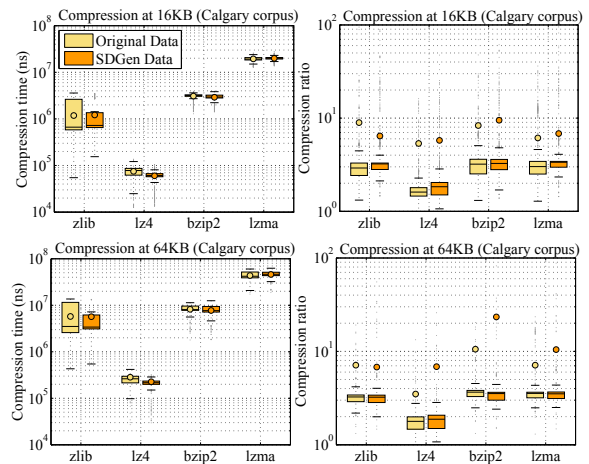 Compression at 16KB (Calgary corpus)
Compression time (ns)
10^8
10^7
10^6
10^5
10^4
Original Data
SDGen Data
zlib
lz4
bzip2
lzma
Compression at 16KB (Calgary corpus)
Compression ratio
10^2
10^1
10^0
zlib
lz4
bzip2
lzma
Compression at 64KB (Calgary corpus)
Compression time (ns)
10^8
10^7
10^6
10^5
10^4
zlib
lz4
bzip2
lzma
Compression at 64KB (Calgary corpus)
Compression ratio
10^2
10^1
10^0
zlib
lz4
bzip2
lzma